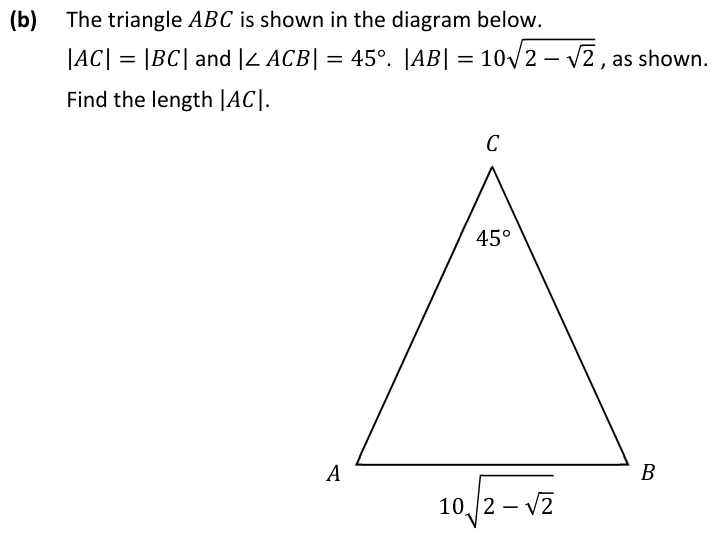 (b) The triangle ABC is shown in the diagram below.
|AC| = |BC| and |∠ ACB| = 45°. |AB| = 10√(2 − √2) , as shown.
Find the length |AC|.
C
45°
A
B
10√(2 − √2)